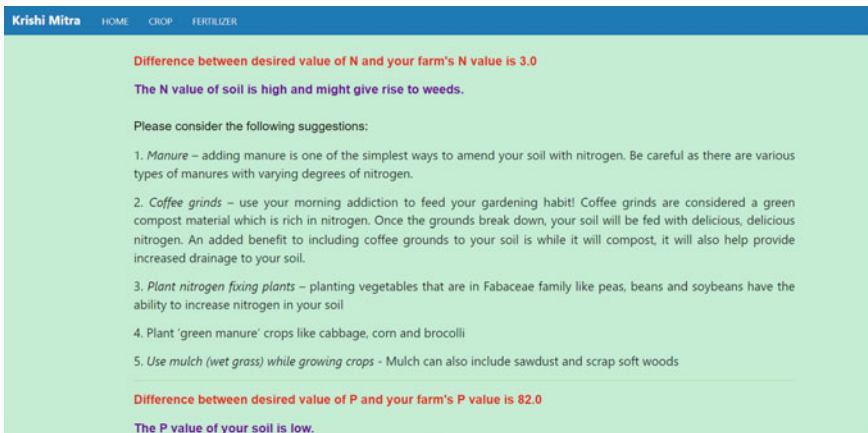 Krishi Mitra HOME CROP FERTILIZER
Difference between desired value of N and your farm's N value is 3.0
The N value of soil is high and might give rise to weeds.
Please consider the following suggestions:
1. Manure – adding manure is one of the simplest ways to amend your soil with nitrogen. Be careful as there are various
types of manures with varying degrees of nitrogen.
2. Coffee grinds – use your morning addiction to feed your gardening habit! Coffee grinds are considered a green
compost material which is rich in nitrogen. Once the grounds break down, your soil will be fed with delicious, delicious
nitrogen. An added benefit to including coffee grounds to your soil is while it will compost, it will also help provide
increased drainage to your soil.
3. Plant nitrogen fixing plants – planting vegetables that are in Fabaceae family like peas, beans and soybeans have the
ability to increase nitrogen in your soil
4. Plant ‘green manure’ crops like cabbage, corn and brocolli
5. Use mulch (wet grass) while growing crops - Mulch can also include sawdust and scrap soft woods
Difference between desired value of P and your farm's P value is 82.0
The P value of your soil is low.